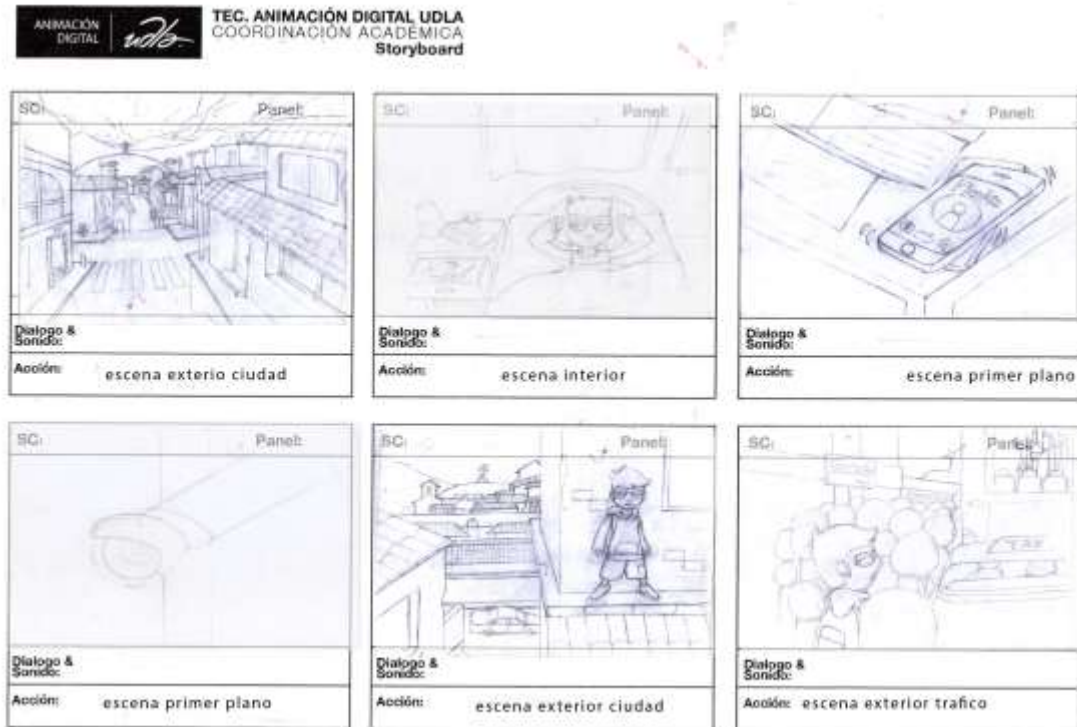 ANIMACIÓN
DIGITAL
udla
TEC. ANIMACIÓN DIGITAL UDLA
COORDINACIÓN ACADÉMICA
Storyboard
SC:
Panel:
Dialogo &
Sonido:
Acción: escena exterio ciudad
SC:
Panel:
Dialogo &
Sonido:
Acción: escena interior
SC:
Panel:
Dialogo &
Sonido:
Acción: escena primer plano
SC:
Panel:
Dialogo &
Sonido:
Acción: escena primer plano
SC:
Panel:
Dialogo &
Sonido:
Acción: escena exterior ciudad
SC:
Panel:
TAXI
Dialogo &
Sonido:
Acción: escena exterior trafico